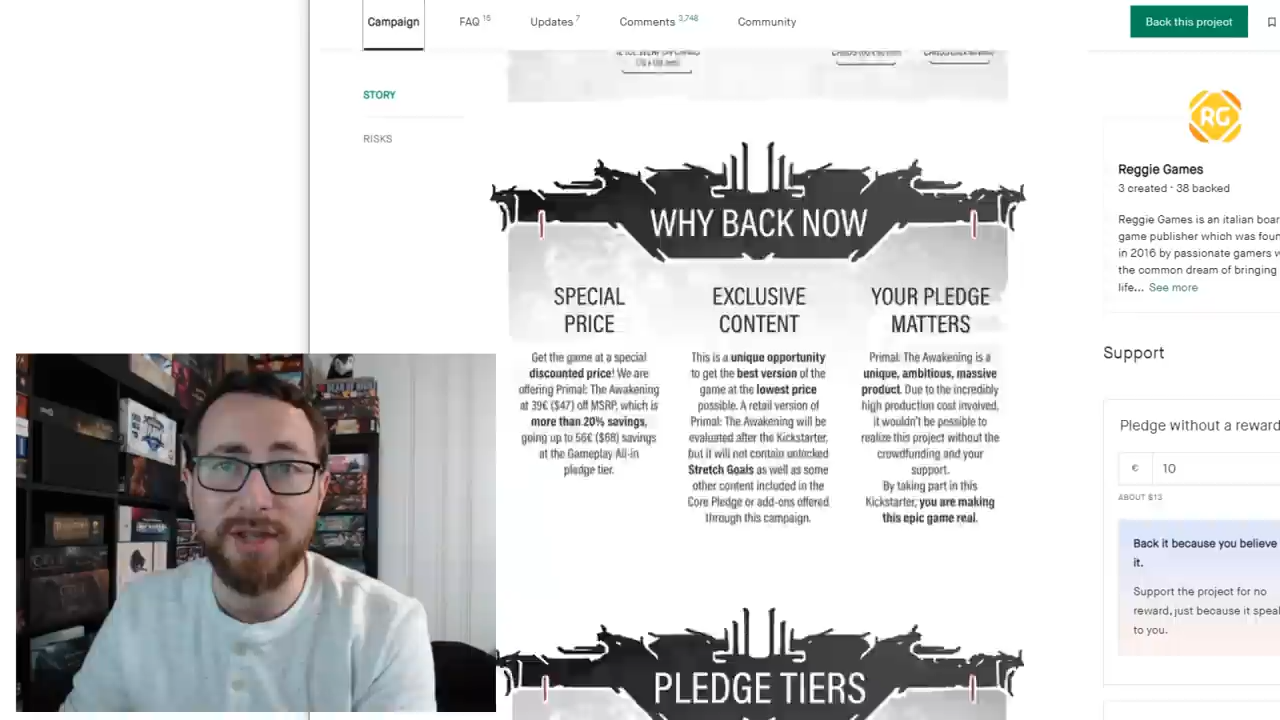 Campaign
FAQ 15
Updates 7
Comments 3,748
Community
Back this project
STORY
RISKS
RG
Reggie Games
3 created · 38 backed
Reggie Games is an italian boar
game publisher which was foun
in 2016 by passionate gamers w
the common dream of bringing
life... See more
WHY BACK NOW
SPECIAL
PRICE
Get the game at a special
discounted price! We are
offering Primal: The Awakening
at 39€ ($47) off MSRP, which is
more than 20% savings,
going up to 56€ ($68) savings
at the Gameplay All-in
pledge tier.
EXCLUSIVE
CONTENT
This is a unique opportunity
to get the best version of the
game at the lowest price
possible. A retail version of
Primal: The Awakening will be
evaluated after the Kickstarter,
but it will not contain unlocked
Stretch Goals as well as some
other content included in the
Core Pledge or add-ons offered
through this campaign.
YOUR PLEDGE
MATTERS
Primal: The Awakening is a
unique, ambitious, massive
product. Due to the incredibly
high production cost involved,
it wouldn't be possible to
realize this project without the
crowdfunding and your
support.
By taking part in this
Kickstarter, you are making
this epic game real.
Support
Pledge without a reward
€ 10
ABOUT $13
Back it because you believe
it.
Support the project for no
reward, just because it speak
to you.
PLEDGE TIERS